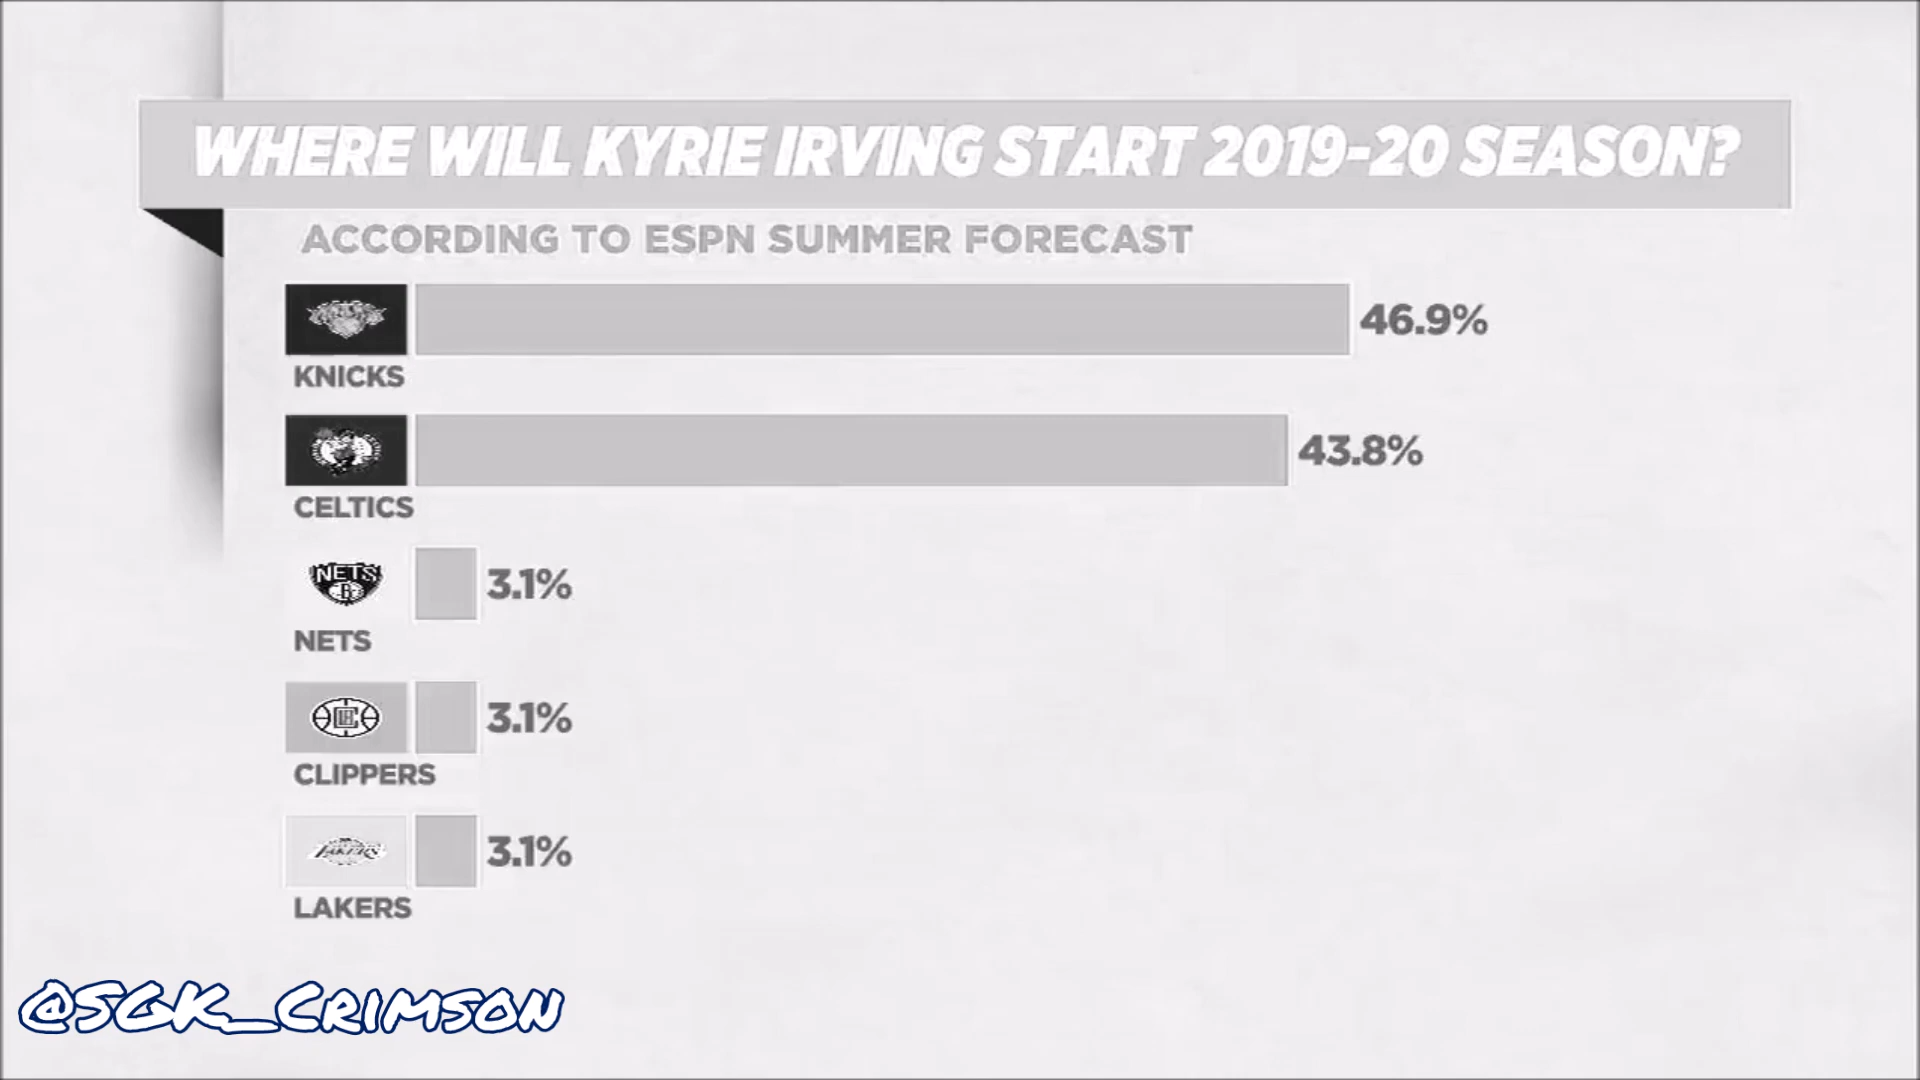 WHERE WILL KYRIE IRVING START 2019-20 SEASON?
ACCORDING TO ESPN SUMMER FORECAST
46.9%
KNICKS
43.8%
CELTICS
NETS
3.1%
NETS
3.1%
CLIPPERS
LAKERS
3.1%
LAKERS
@SGK_CRIMSON